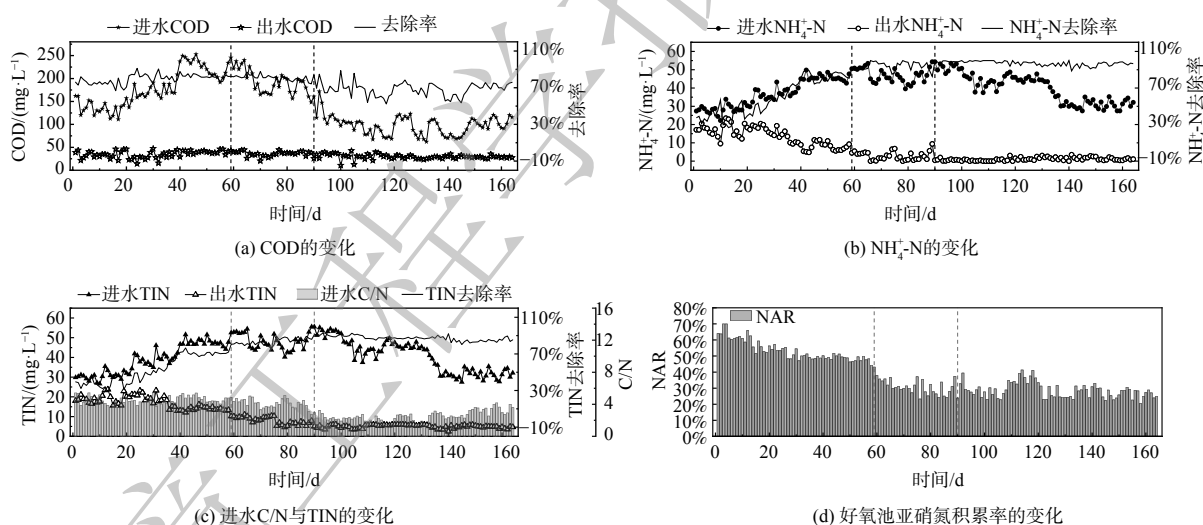 进水COD 出水COD 去除率
COD/(mg·L⁻¹)
250
200
150
100
50
0
110%
70%
30%
−10%
去除率
0 20 40 60 80 100 120 140 160
时间/d
(a) COD的变化
进水NH₄⁺-N 出水NH₄⁺-N NH₄⁺-N去除率
NH₄⁺-N/(mg·L⁻¹)
60
50
40
30
20
10
0
110%
70%
30%
−10%
NH₄⁺-N去除率
0 20 40 60 80 100 120 140 160
时间/d
(b) NH₄⁺-N的变化
进水TIN 出水TIN 进水C/N TIN去除率
TIN/(mg·L⁻¹)
60
50
40
30
20
10
0
110%
70%
30%
−10%
TIN去除率
16
12
8
4
0
C/N
0 20 40 60 80 100 120 140 160
时间/d
(c) 进水C/N与TIN的变化
NAR
NAR
80%
70%
60%
50%
40%
30%
20%
10%
0%
0 20 40 60 80 100 120 140 160
时间/d
(d) 好氧池亚硝氮积累率的变化